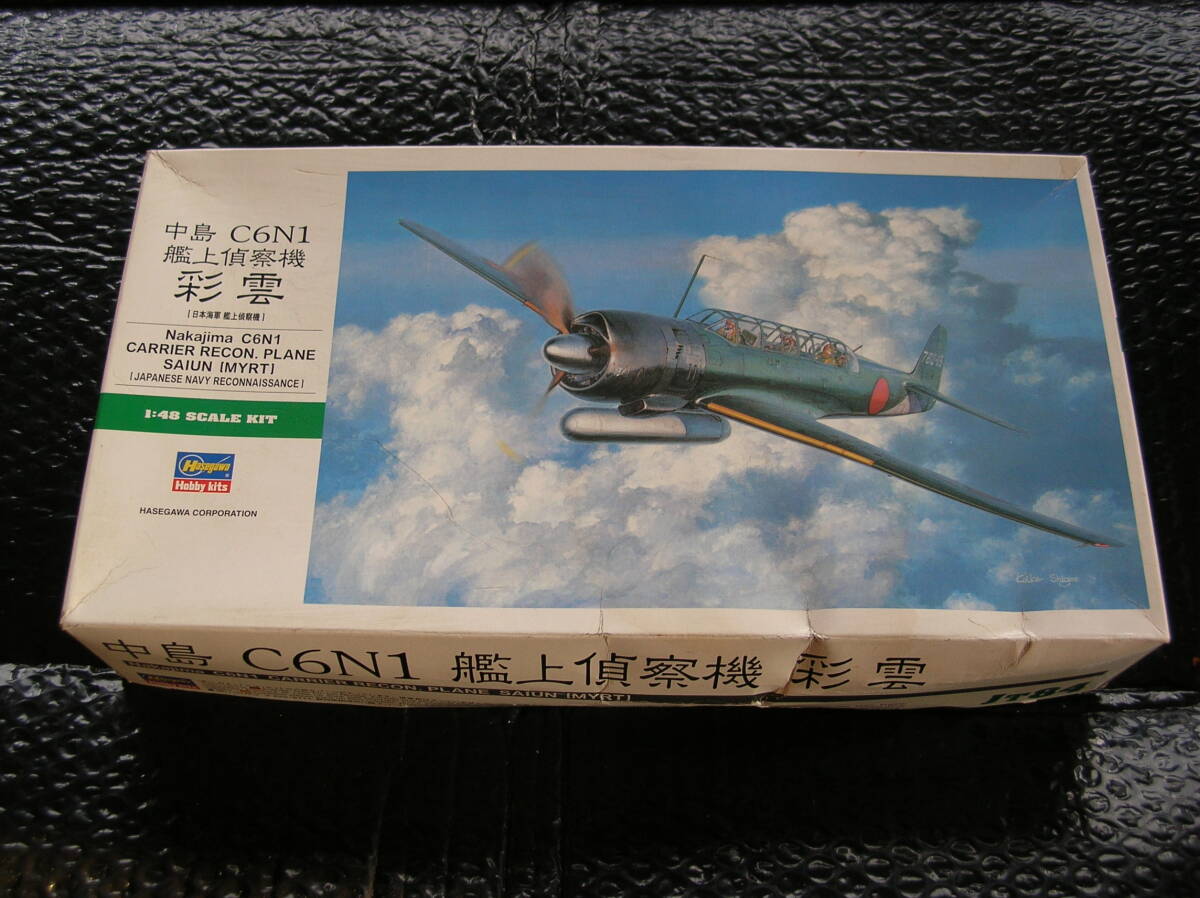 中島 C6N1
艦上偵察機
彩雲
[日本海軍 艦上偵察機]
Nakajima C6N1
CARRIER RECON. PLANE
SAIUN [MYRT]
[JAPANESE NAVY RECONNAISSANCE]
1:48 SCALE KIT
Hasegawa
Hobby kits
HASEGAWA CORPORATION
中島 C6N1 艦上偵察機 彩雲
Nakajima C6N1 CARRIER RECON. PLANE SAIUN [MYRT]
JT84